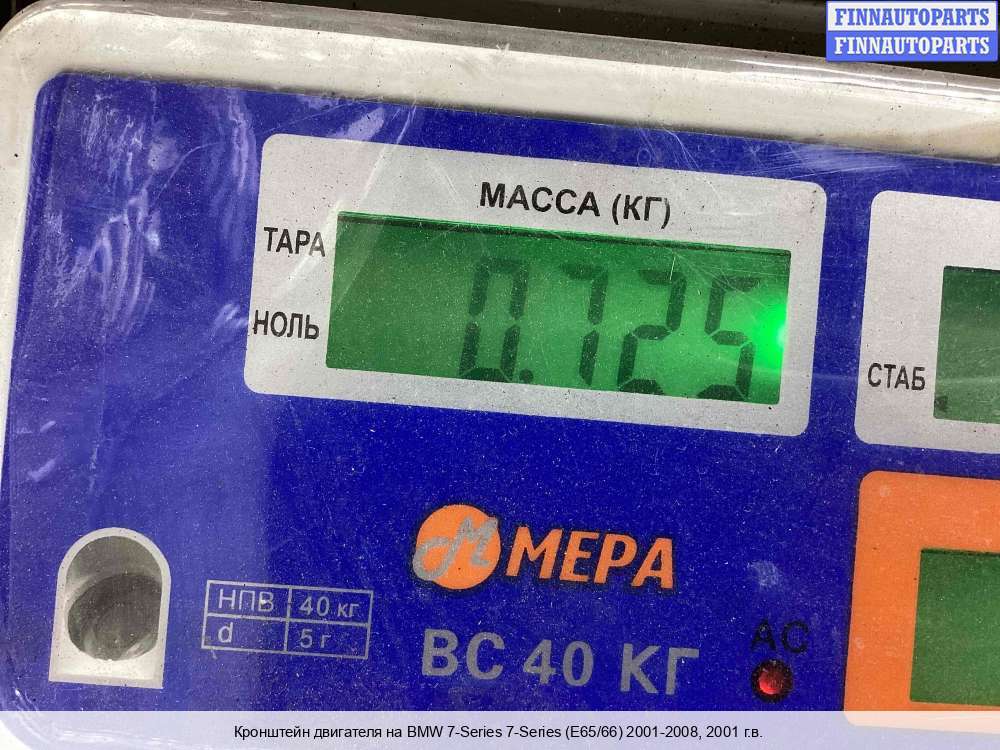 FINNAUTOPARTS
FINNAUTOPARTS
МАССА (КГ)
ТАРА
НОЛЬ
0.725
СТАБ
М МЕРА
НПВ 40 кг
d 5 г
ВС 40 КГ
AC
Кронштейн двигателя на BMW 7-Series 7-Series (E65/66) 2001-2008, 2001 г.в.